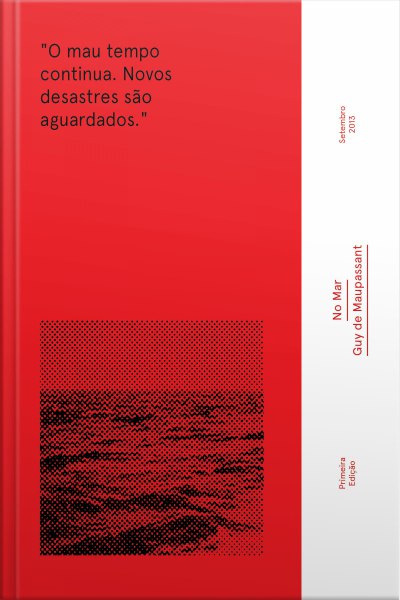 "O mau tempo
continua. Novos
desastres são
aguardados."
Setembro
2013
No Mar
Guy de Maupassant
Primeira
Edição